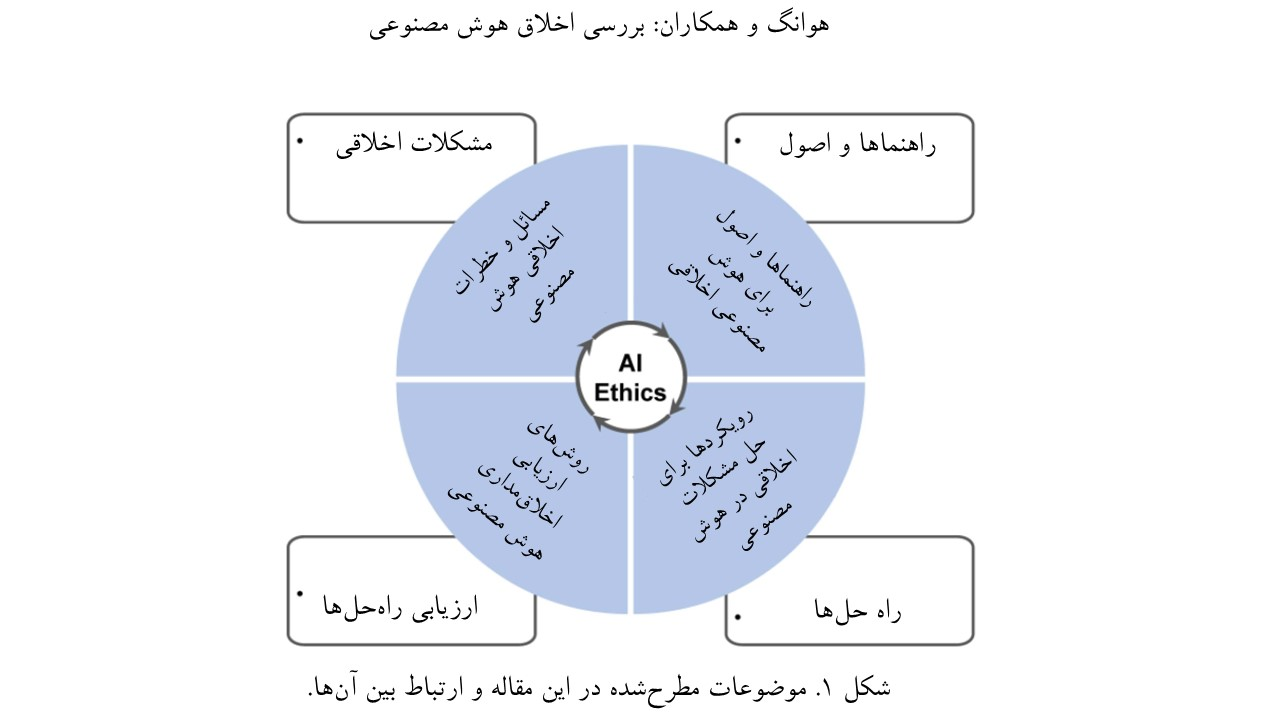 هوانگ و همکاران: بررسی اخلاق هوش مصنوعی
راهنماها و اصول
مشکلات اخلاقی
راهنماها و اصول
برای هوش
مصنوعی اخلاقی
مسائل و خطرات
اخلاقی هوش
مصنوعی
AI
Ethics
رویکردها برای
حل مشکلات
اخلاقی در هوش
مصنوعی
روش‌های
ارزیابی
اخلاق‌مداری
هوش مصنوعی
راه حل‌ها
ارزیابی راه‌حل‌ها
شکل ۱. موضوعات مطرح‌شده در این مقاله و ارتباط بین آن‌ها.